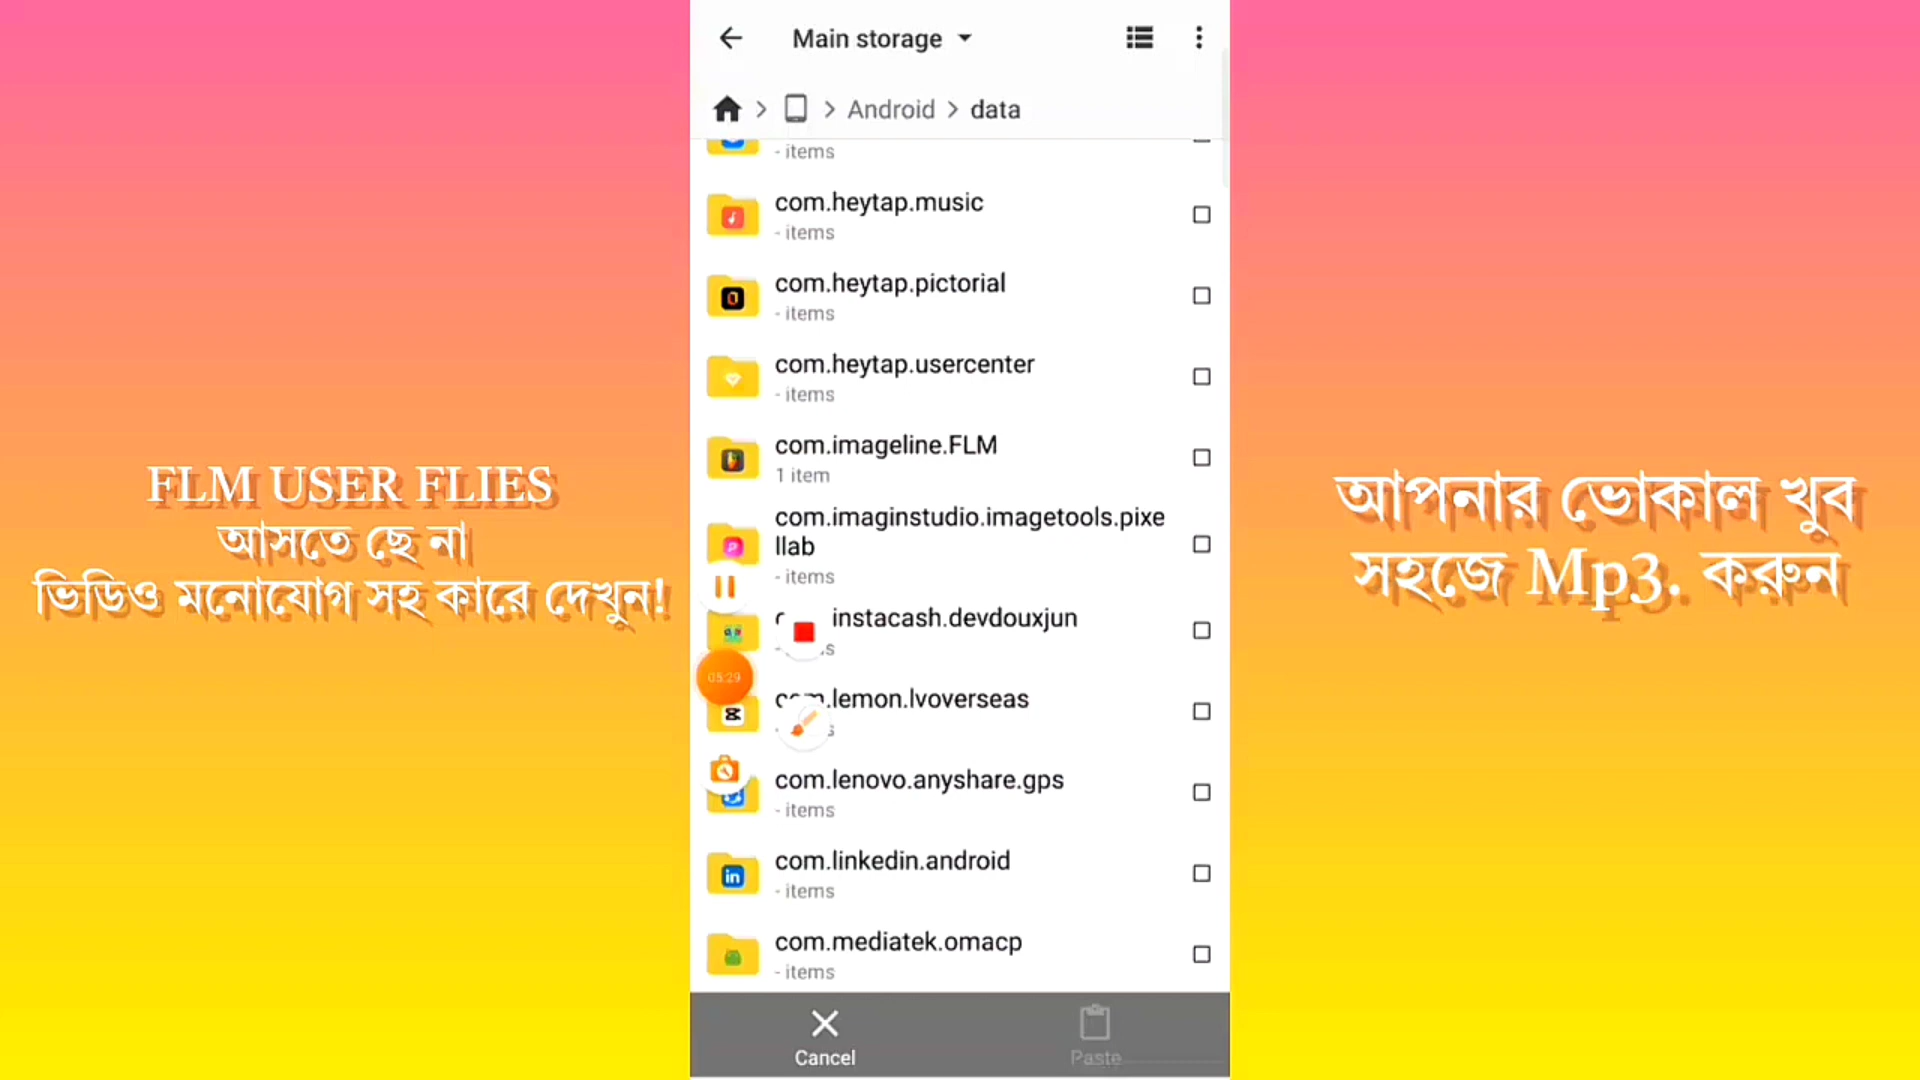 Main storage
Android
data
- items
com.heytap.music
- items
com.heytap.pictorial
- items
com.heytap.usercenter
- items
com.imageline.FLM
1 item
com.imaginstudio.imagetools.pixe
llab
- items
instacash.devdouxjun
05:29
.lemon.lvoverseas
com.lenovo.anyshare.gps
- items
com.linkedin.android
- items
com.mediatek.omacp
- items
Cancel
Paste
FLM USER FLIES
আসতে ছে না
ভিডিও মনোযোগ সহ কারে দেখুন!
আপনার ভোকাল খুব
সহজে Mp3. করুন